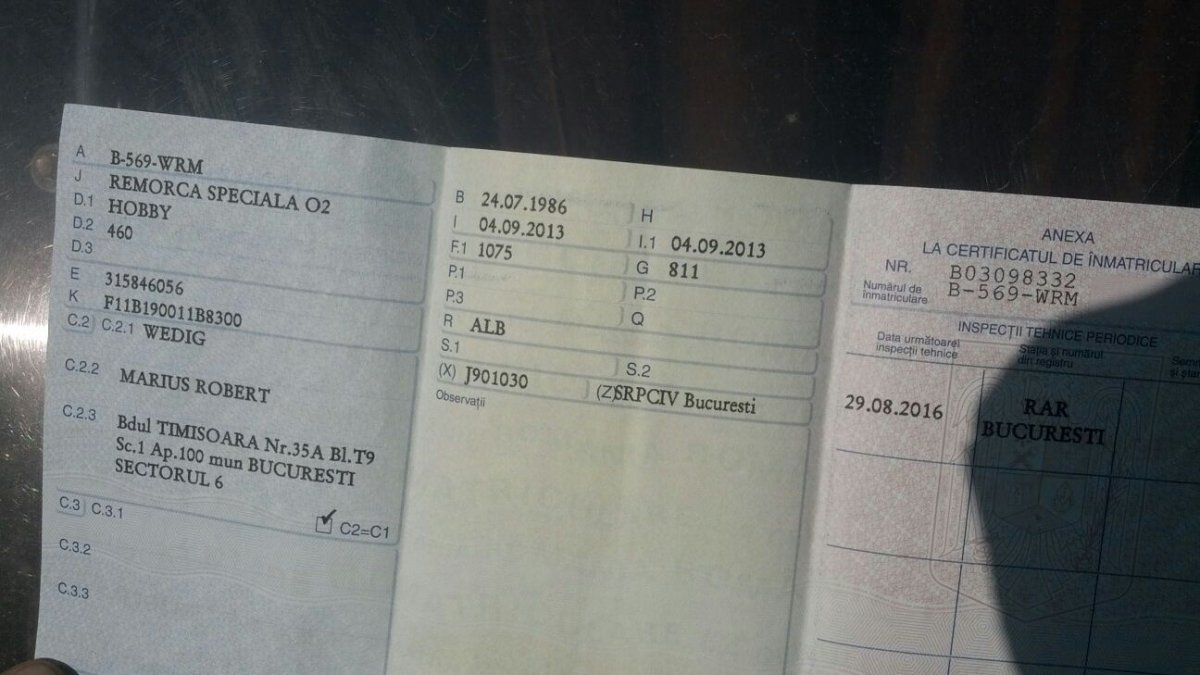 A B-569-WRM
J REMORCA SPECIALA O2
D.1 HOBBY
D.2 460
D.3
E 315846056
K F11B190011B8300
C.2 C.2.1 WEDIG
C.2.2 MARIUS ROBERT
C.2.3 Bdul TIMISOARA Nr.35A Bl.T9
Sc.1 Ap.100 mun BUCURESTI
SECTORUL 6
C.3 C.3.1 C2=C1
C.3.2
C.3.3
B 24.07.1986 H
I 04.09.2013 I.1 04.09.2013
F.1 1075 G 811
P.1 P.2
P.3 Q
R ALB
S.1 S.2
(X) J901030 (Z)SRPCIV Bucuresti
Observații
ANEXA
LA CERTIFICATUL DE ÎNMATRICULAR
NR. B03098332
Numărul de
înmatriculare B-569-WRM
INSPECȚII TEHNICE PERIODICE
Data următoarei
inspecții tehnice
Stația și numărul
din registru
29.08.2016 RAR
BUCURESTI